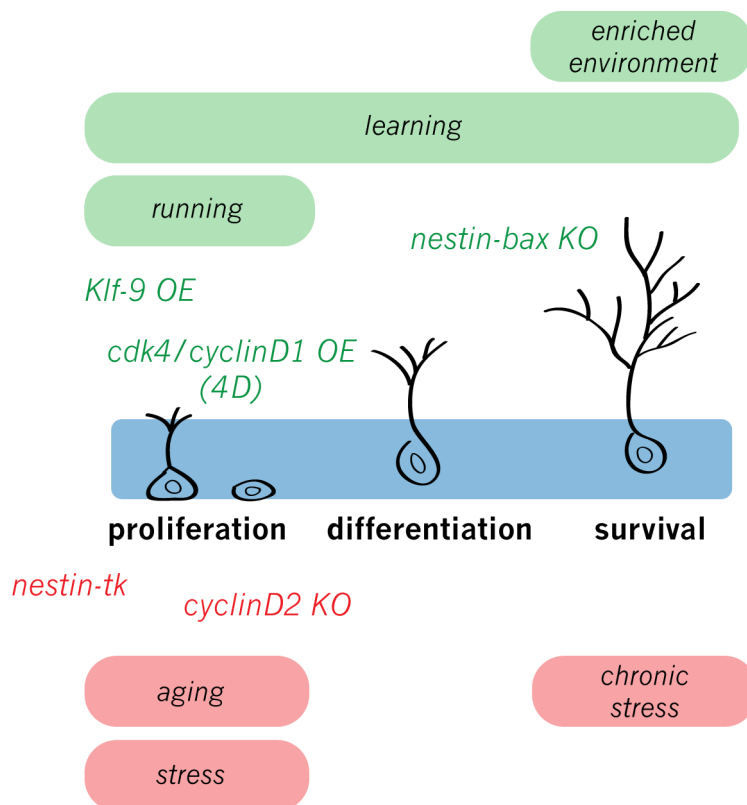 enriched
environment
learning
running
nestin-bax KO
Klf-9 OE
cdk4/cyclinD1 OE
(4D)
proliferation differentiation survival
nestin-tk
cyclinD2 KO
aging
chronic
stress
stress